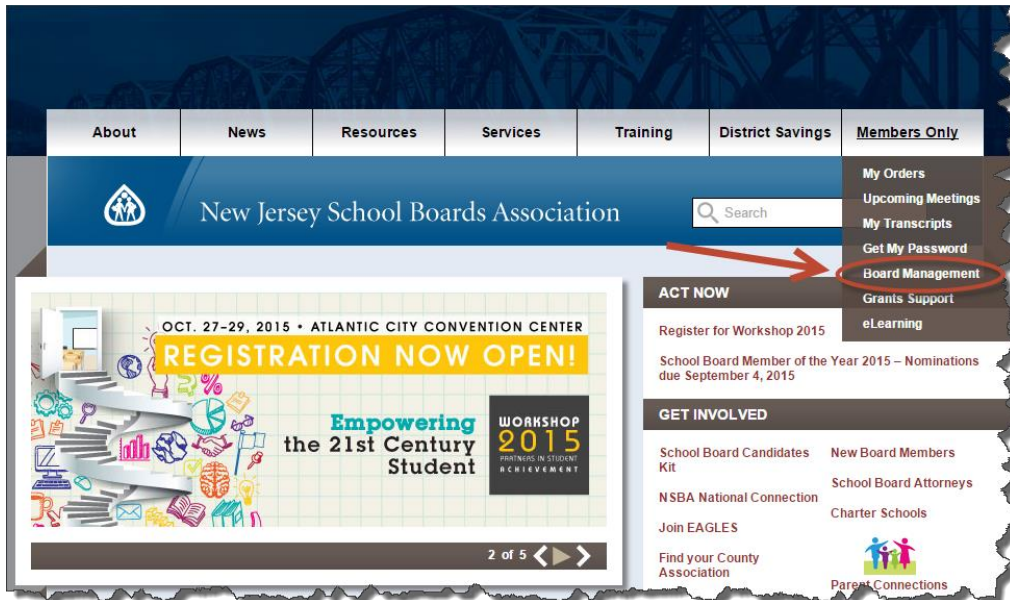 About News Resources Services Training District Savings Members Only
New Jersey School Boards Association
Search
My Orders
Upcoming Meetings
My Transcripts
Get My Password
Board Management
Grants Support
eLearning
OCT. 27–29, 2015 • ATLANTIC CITY CONVENTION CENTER
REGISTRATION NOW OPEN!
Empowering
the 21st Century
Student
WORKSHOP
2015
PARTNERS IN STUDENT
ACHIEVEMENT
2 of 5
ACT NOW
Register for Workshop 2015
School Board Member of the Year 2015 – Nominations
due September 4, 2015
GET INVOLVED
School Board Candidates
Kit
NSBA National Connection
Join EAGLES
Find your County
Association
New Board Members
School Board Attorneys
Charter Schools
Parent Connections